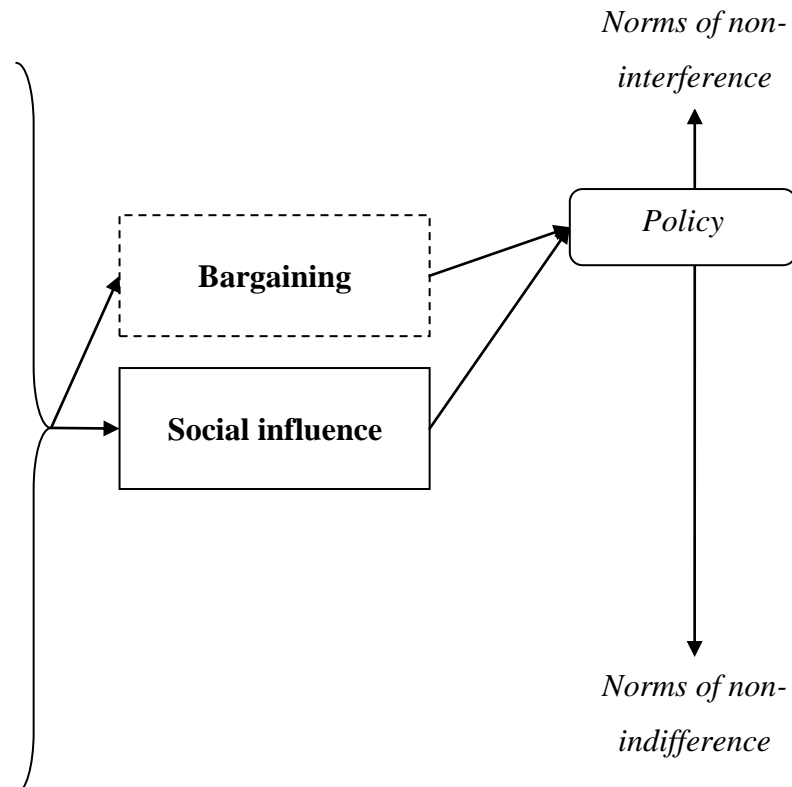 Norms of non-
interference
Policy
Bargaining
Social influence
Norms of non-
indifference